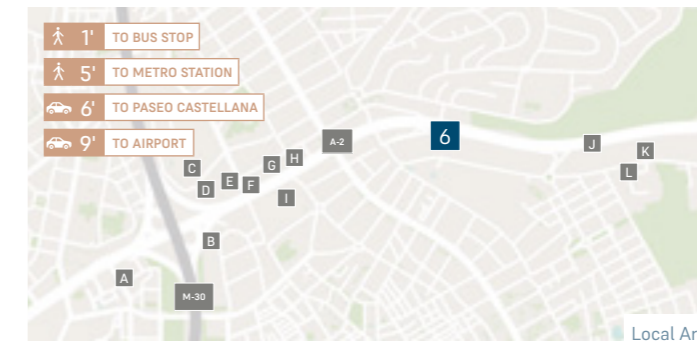 1' TO BUS STOP
5' TO METRO STATION
6' TO PASEO CASTELLANA
9' TO AIRPORT
A-2
6
J
K
L
H
G
C
E
F
D
I
B
A
M-30
Local Ar